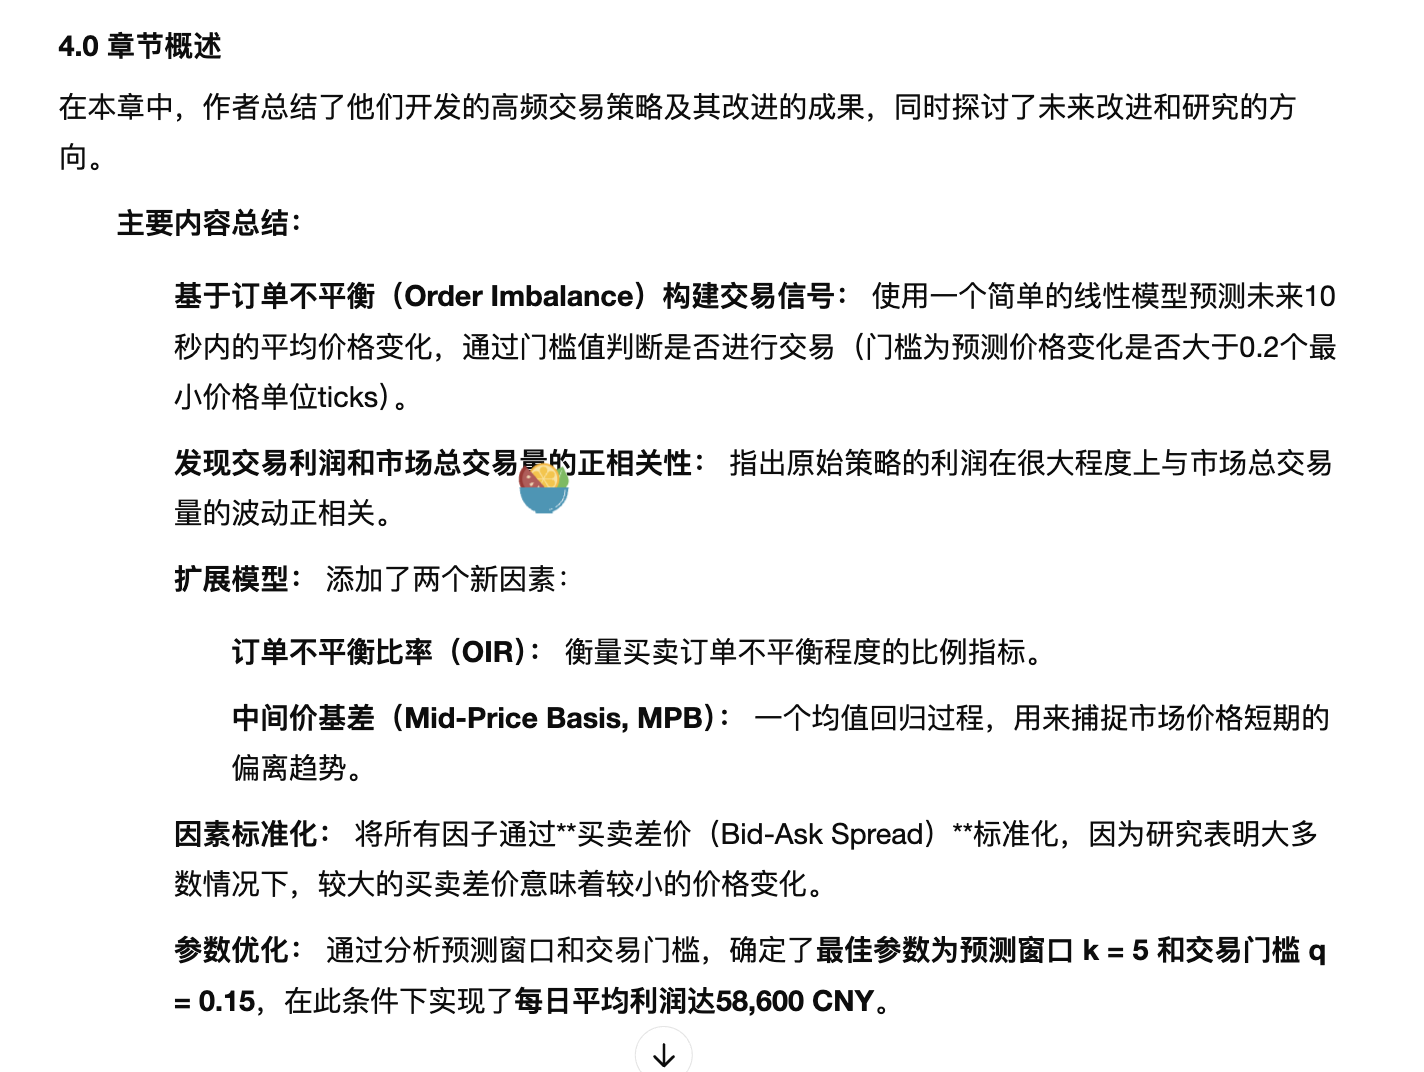 4.0 章节概述
在本章中，作者总结了他们开发的高频交易策略及其改进的成果，同时探讨了未来改进和研究的方
向。
主要内容总结：
基于订单不平衡（Order Imbalance）构建交易信号： 使用一个简单的线性模型预测未来10
秒内的平均价格变化，通过门槛值判断是否进行交易（门槛为预测价格变化是否大于0.2个最
小价格单位ticks）。
发现交易利润和市场总交易量的正相关性： 指出原始策略的利润在很大程度上与市场总交易
量的波动正相关。
扩展模型： 添加了两个新因素：
订单不平衡比率（OIR）： 衡量买卖订单不平衡程度的比例指标。
中间价基差（Mid-Price Basis, MPB）： 一个均值回归过程，用来捕捉市场价格短期的
偏离趋势。
因素标准化： 将所有因子通过**买卖差价（Bid-Ask Spread）**标准化，因为研究表明大多
数情况下，较大的买卖差价意味着较小的价格变化。
参数优化： 通过分析预测窗口和交易门槛，确定了最佳参数为预测窗口 k = 5 和交易门槛 q
= 0.15，在此条件下实现了每日平均利润达58,600 CNY。